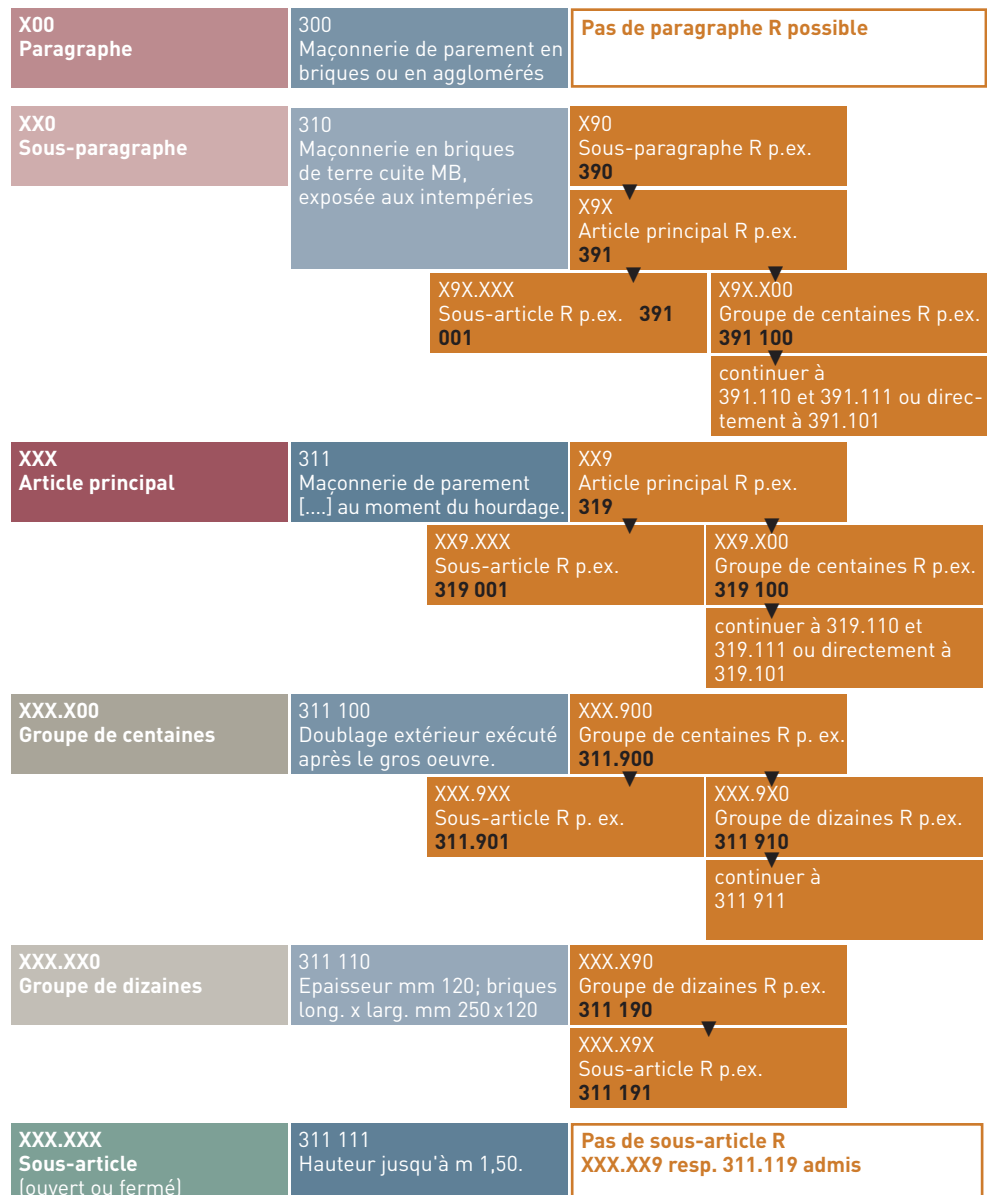 X00
Paragraphe
300
Maçonnerie de parement en
briques ou en agglomérés
Pas de paragraphe R possible
XX0
Sous-paragraphe
310
Maçonnerie en briques
de terre cuite MB,
exposée aux intempéries
X90
Sous-paragraphe R p.ex.
390
X9X
Article principal R p.ex.
391
X9X.XXX
Sous-article R p.ex. 391
001
X9X.X00
Groupe de centaines R p.ex.
391 100
continuer à
391.110 et 391.111 ou direc-
tement à 391.101
XXX
Article principal
311
Maçonnerie de parement
[....] au moment du hourdage.
XX9
Article principal R p.ex.
319
XX9.XXX
Sous-article R p.ex.
319 001
XX9.X00
Groupe de centaines R p.ex.
319 100
continuer à 319.110 et
319.111 ou directement à
319.101
XXX.X00
Groupe de centaines
311 100
Doublage extérieur exécuté
après le gros oeuvre.
XXX.900
Groupe de centaines R p. ex.
311.900
XXX.9XX
Sous-article R p. ex.
311.901
XXX.9X0
Groupe de dizaines R p.ex.
311 910
continuer à
311 911
XXX.XX0
Groupe de dizaines
311 110
Epaisseur mm 120; briques
long. x larg. mm 250x120
XXX.X90
Groupe de dizaines R p.ex.
311 190
XXX.X9X
Sous-article R p.ex.
311 191
XXX.XXX
Sous-article
(ouvert ou fermé)
311 111
Hauteur jusqu'à m 1,50.
Pas de sous-article R
XXX.XX9 resp. 311.119 admis